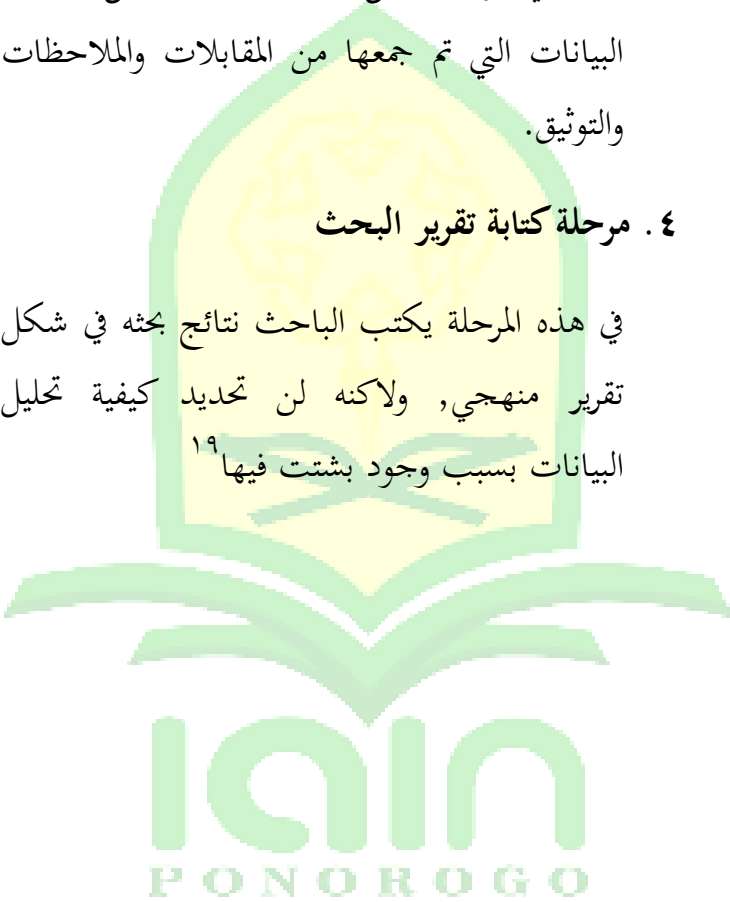 البيانات التي تم جمعها من المقابلات والملاحظات
والتوثيق.
٤. مرحلة كتابة تقرير البحث
في هذه المرحلة يكتب الباحث نتائج بحثه في شكل
تقرير منهجي, ولاكنه لن تحديد كيفية تحليل
البيانات بسبب وجود بشتت فيها١٩
iain
PONOROGO